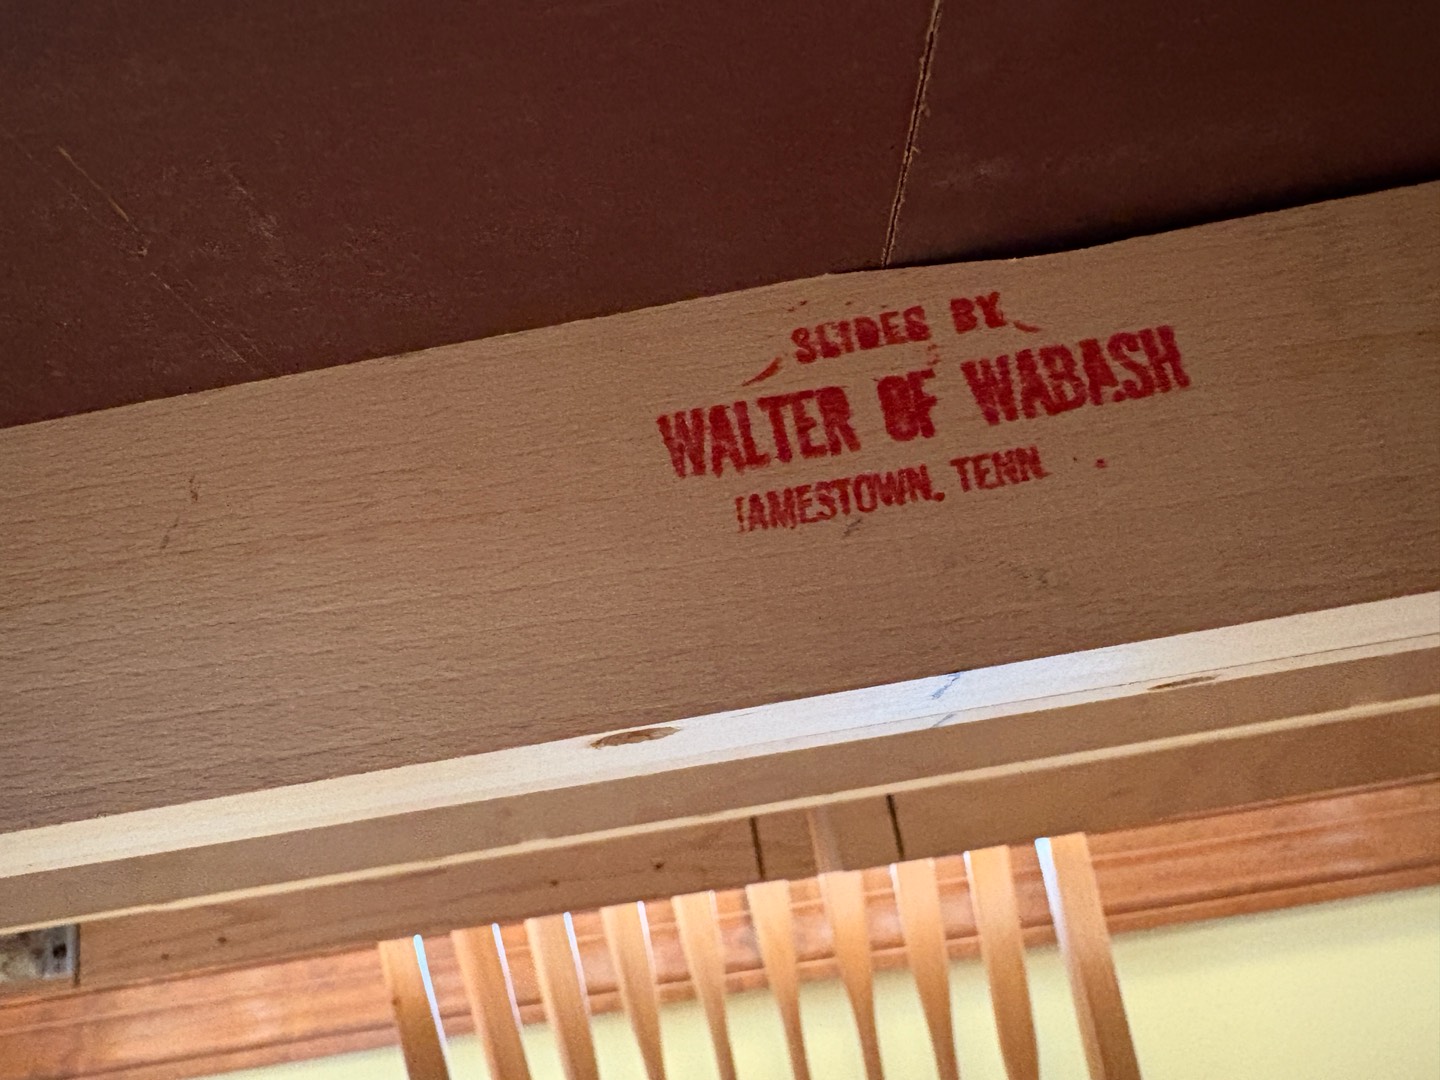 SLIDES BY
WALTER OF WABASH
JAMESTOWN, TENN.